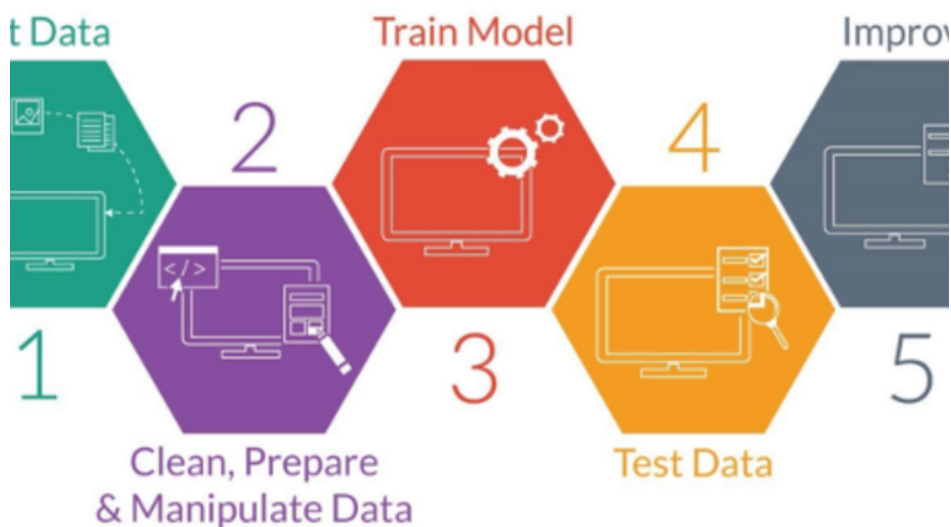 t Data
1
2
</>
Clean, Prepare
& Manipulate Data
Train Model
3
4
Test Data
Improv
5